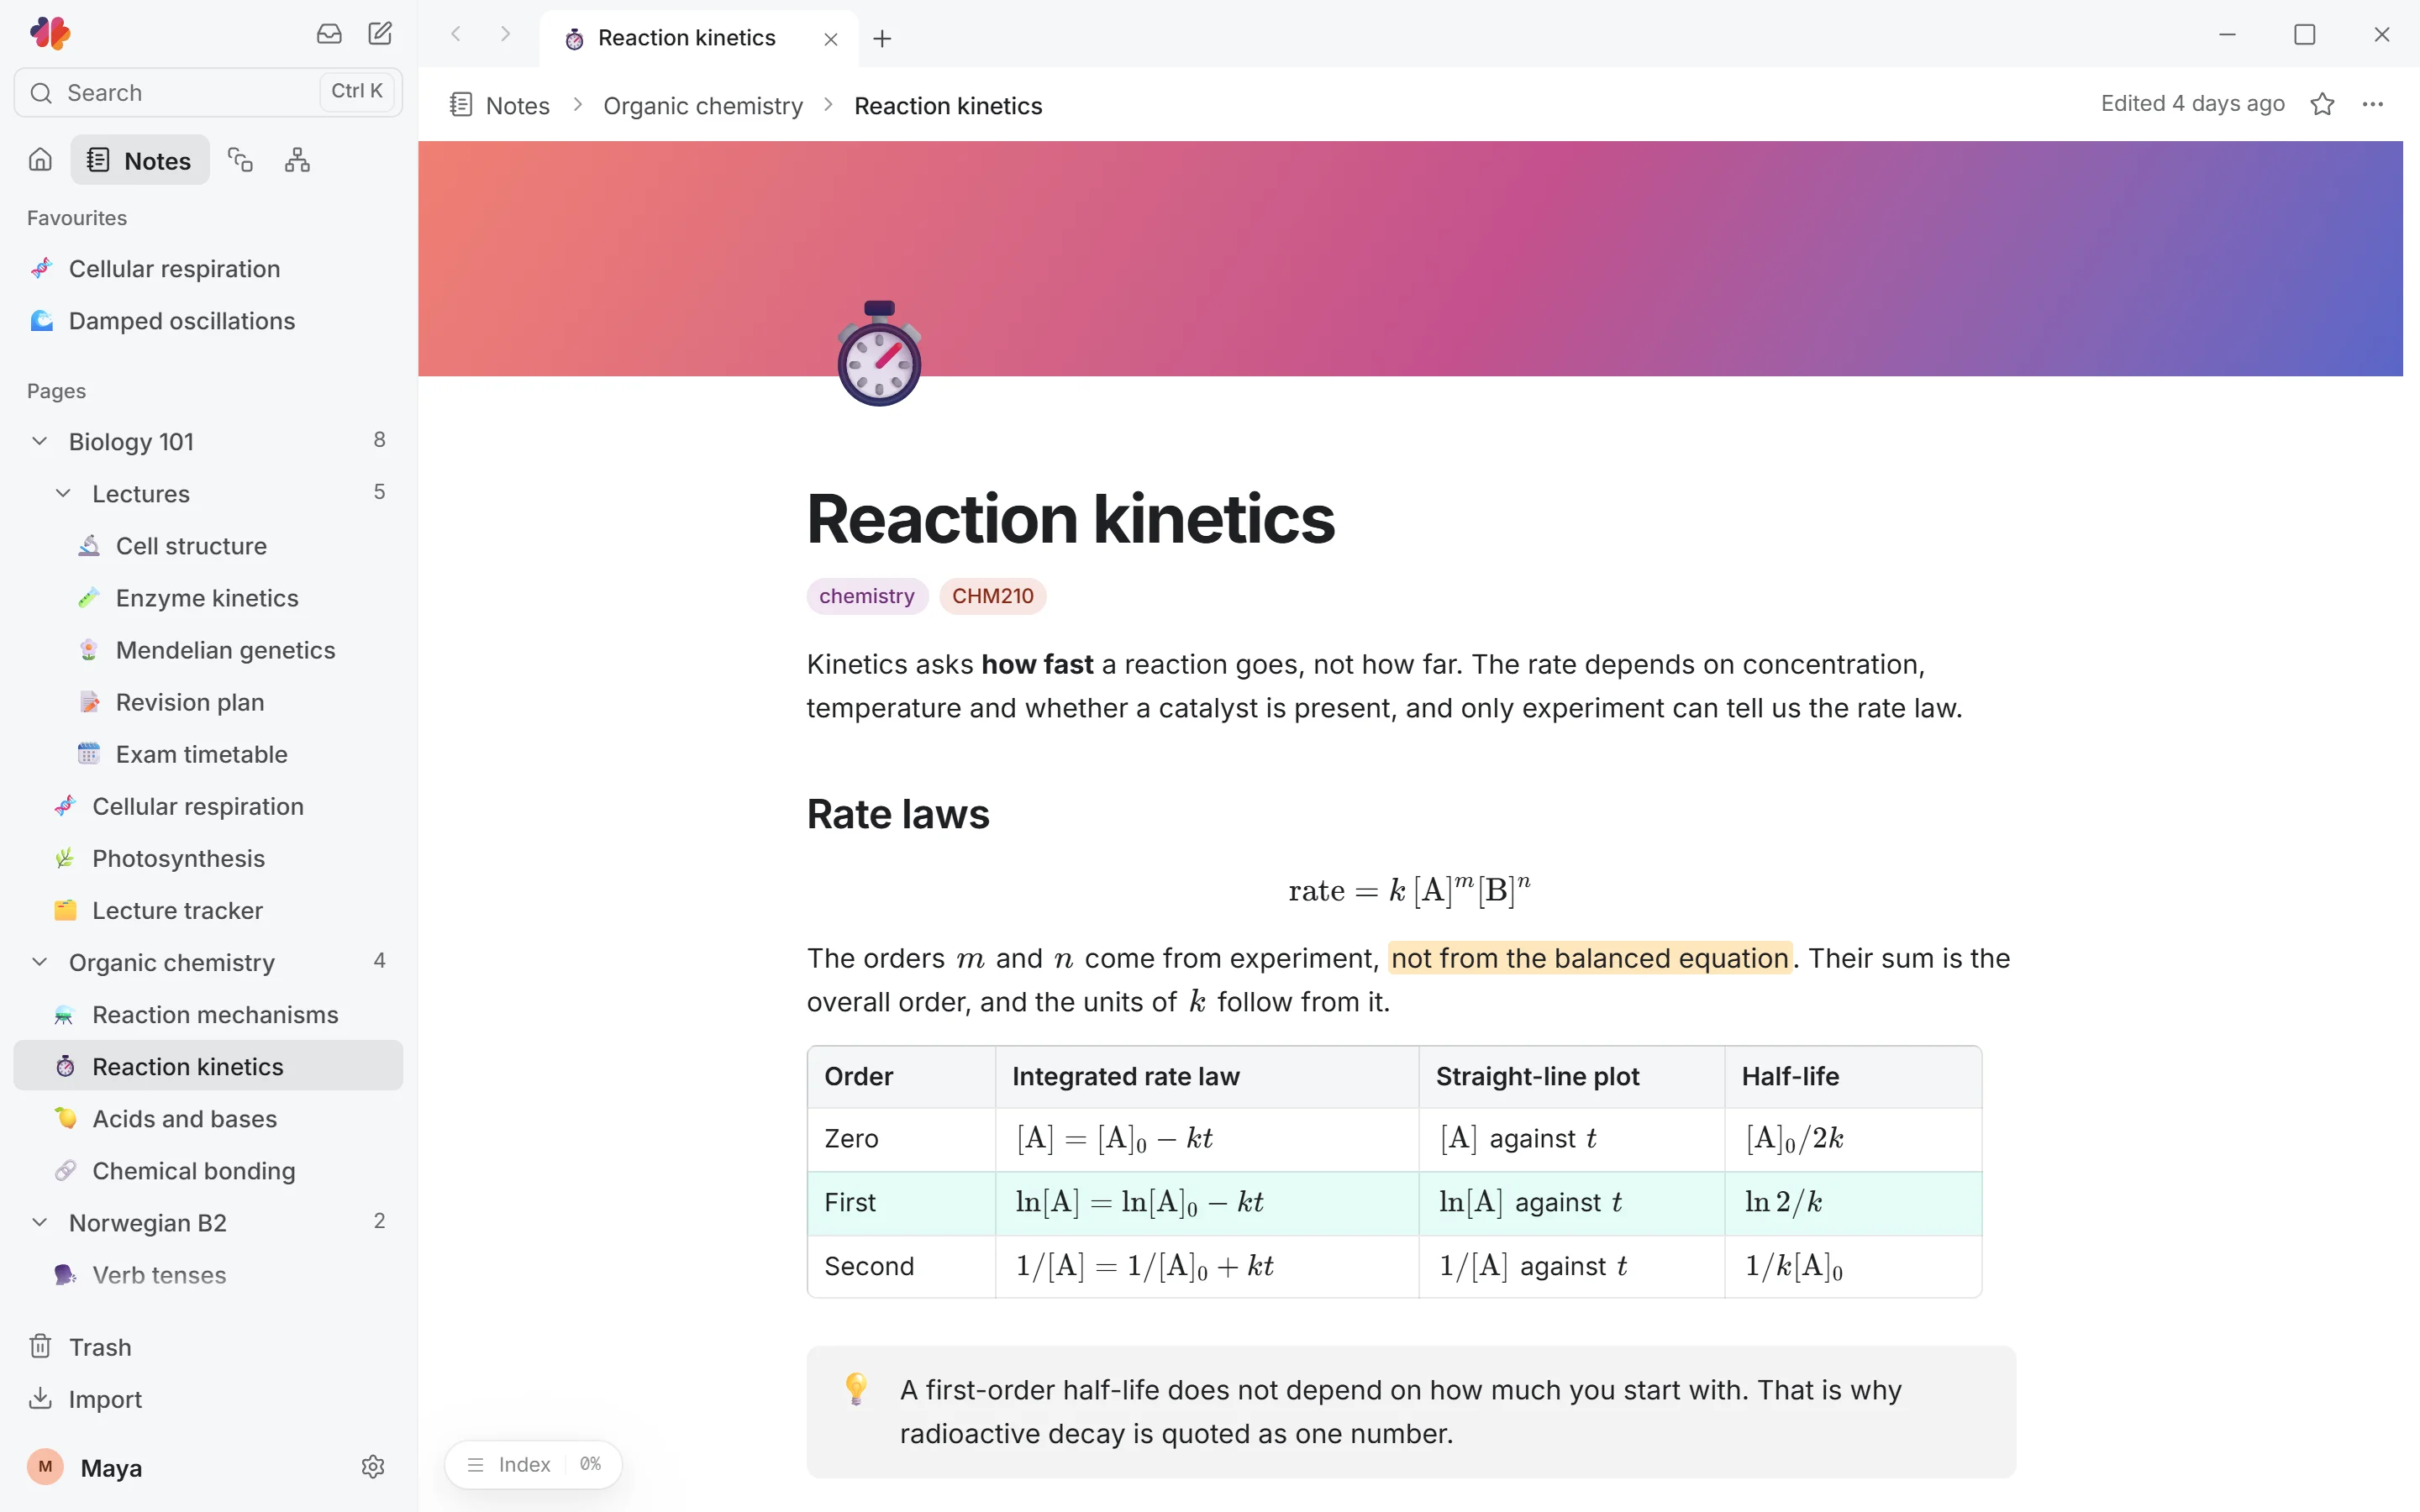 Search
Ctrl K
Notes
Favourites
Cellular respiration
Damped oscillations
Pages
Biology 101 8
Lectures 5
Cell structure
Enzyme kinetics
Mendelian genetics
Revision plan
Exam timetable
Cellular respiration
Photosynthesis
Lecture tracker
Organic chemistry 4
Reaction mechanisms
Reaction kinetics
Acids and bases
Chemical bonding
Norwegian B2 2
Verb tenses
Trash
Import
M Maya
Reaction kinetics
Notes > Organic chemistry > Reaction kinetics
Edited 4 days ago
Reaction kinetics
chemistry CHM210
Kinetics asks how fast a reaction goes, not how far. The rate depends on concentration,
temperature and whether a catalyst is present, and only experiment can tell us the rate law.
Rate laws
rate = k [A]^m[B]^n
The orders m and n come from experiment, not from the balanced equation. Their sum is the
overall order, and the units of k follow from it.
Order Integrated rate law Straight-line plot Half-life
Zero [A] = [A]₀ − kt [A] against t [A]₀/2k
First ln[A] = ln[A]₀ − kt ln[A] against t ln 2/k
Second 1/[A] = 1/[A]₀ + kt 1/[A] against t 1/k[A]₀
A first-order half-life does not depend on how much you start with. That is why
radioactive decay is quoted as one number.
Index 0%